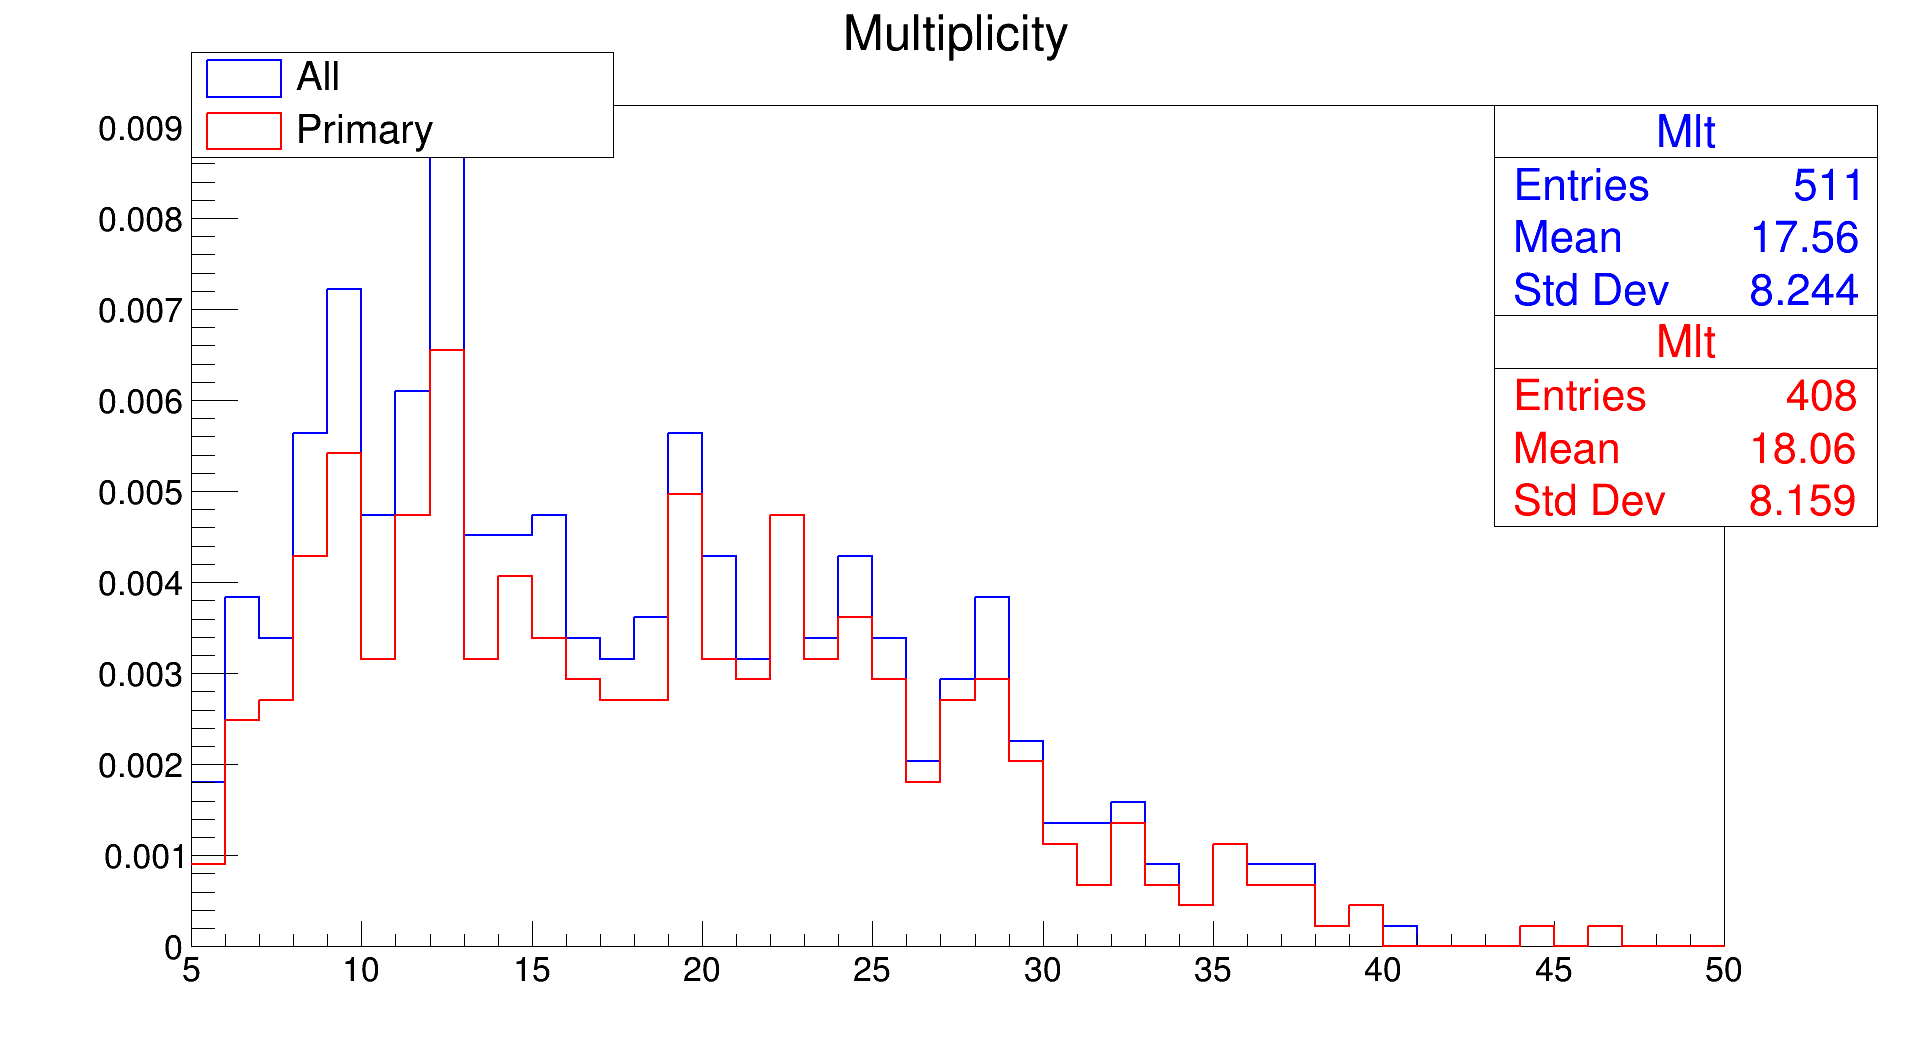 Multiplicity
All
Primary
0.009
0.008
0.007
0.006
0.005
0.004
0.003
0.002
0.001
0
5 10 15 20 25 30 35 40 45 50
Mlt
Entries 511
Mean 17.56
Std Dev 8.244
Mlt
Entries 408
Mean 18.06
Std Dev 8.159